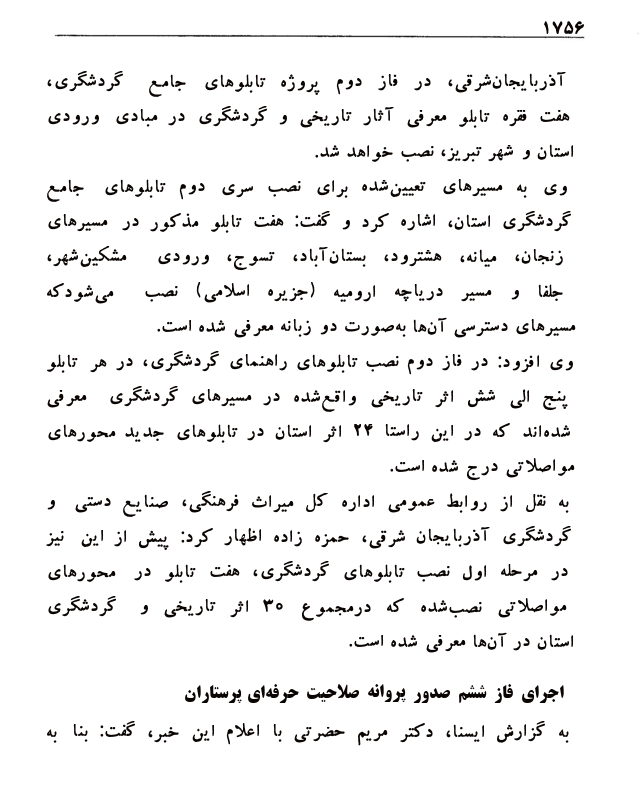 ۱۷۵۶
آذربایجان‌شرقی، در فاز دوم پروژه تابلوهای جامع گردشگری،
هفت فقره تابلو معرفی آثار تاریخی و گردشگری در مبادی ورودی
استان و شهر تبریز، نصب خواهد شد.
وی به مسیرهای تعیین‌شده برای نصب سری دوم تابلوهای جامع
گردشگری استان، اشاره کرد و گفت: هفت تابلو مذکور در مسیرهای
زنجان، میانه، هشترود، بستان‌آباد، تسوج، ورودی مشکین‌شهر،
جلفا و مسیر دریاچه ارومیه (جزیره اسلامی) نصب می‌شودکه
مسیرهای دسترسی آن‌ها به‌صورت دو زبانه معرفی شده است.
وی افزود: در فاز دوم نصب تابلوهای راهنمای گردشگری، در هر تابلو
پنج الی شش اثر تاریخی واقع‌شده در مسیرهای گردشگری معرفی
شده‌اند که در این راستا ۲۴ اثر استان در تابلوهای جدید محورهای
مواصلاتی درج شده است.
به نقل از روابط عمومی اداره کل میراث فرهنگی، صنایع دستی و
گردشگری آذربایجان شرقی، حمزه زاده اظهار کرد: پیش از این نیز
در مرحله اول نصب تابلوهای گردشگری، هفت تابلو در محورهای
مواصلاتی نصب‌شده که درمجموع ۳۰ اثر تاریخی و گردشگری
استان در آن‌ها معرفی شده است.
اجرای فاز ششم صدور پروانه صلاحیت حرفه‌ای پرستاران
به گزارش ایسنا، دکتر مریم حضرتی با اعلام این خبر، گفت: بنا به